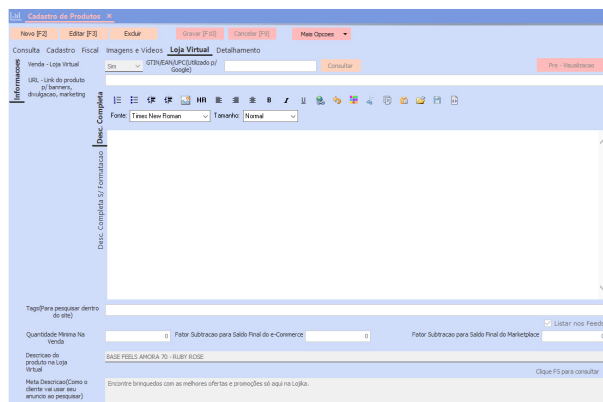 Cadastro de Produtos ×
Novo [F2] Editar [F3] Excluir Gravar [F10] Cancelar [F9] Mais Opcoes
Consulta Cadastro Fiscal Imagens e Videos Loja Virtual Detalhamento
Informacoes
Venda - Loja Virtual Sim GTIN/EAN/UPC(Utilizado p/ Google) Consultar Pre - Visualizacao
URL - Link do produto
p/ banners,
divulgacao, marketing
Desc. Completa
HR B I U
Fonte: Times New Roman Tamanho: Normal
Desc. Completa S/ Formatacao
Tags(Para pesquisar dentro
do site)
Listar nos Feeds
Quantidade Minima Na
Venda
0 Fator Subtracao para Saldo Final do e-Commerce 0 Fator Subtracao para Saldo Final do Marketplace 0
Descricao do
produto na Loja
Virtual
BASE FEELS AMORA 70 - RUBY ROSE
Clique F5 para consultar
Meta Descricao(Como o
cliente vai usar seu
anuncio ao pesquisar)
Encontre brinquedos com as melhores ofertas e promoções só aqui na Lojika.